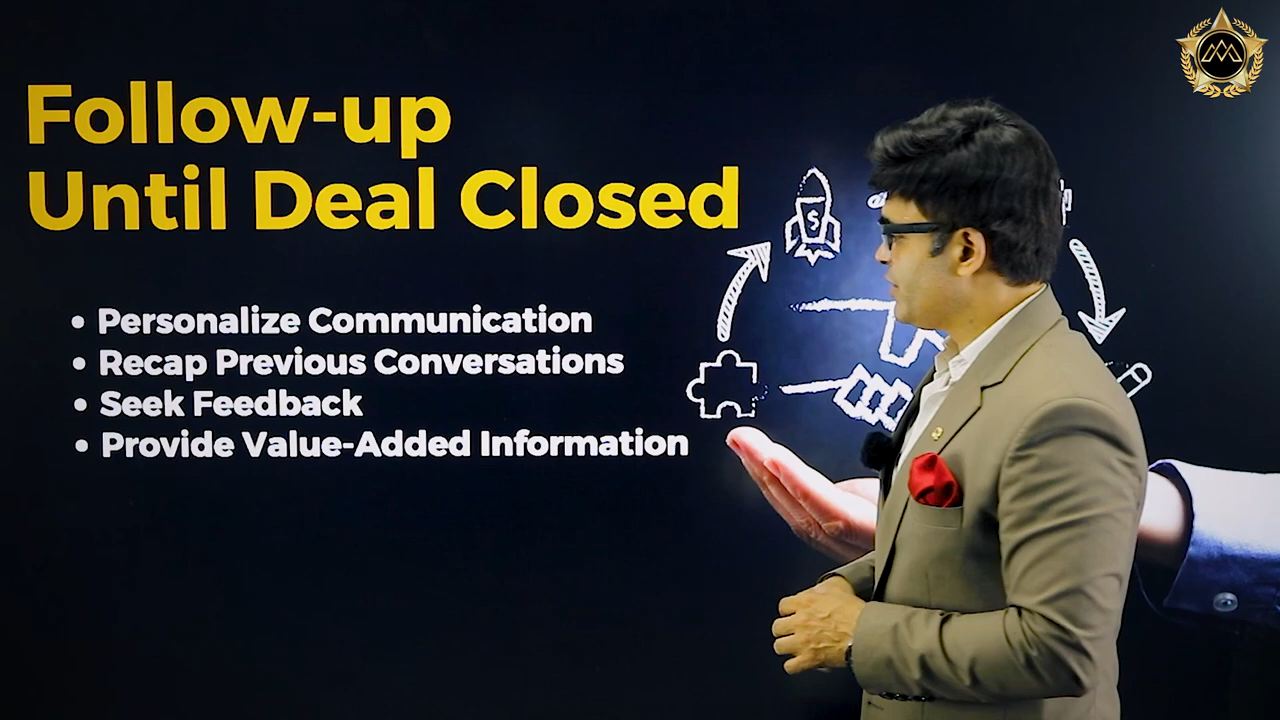 Follow-up
Until Deal Closed
• Personalize Communication
• Recap Previous Conversations
• Seek Feedback
• Provide Value-Added Information
$